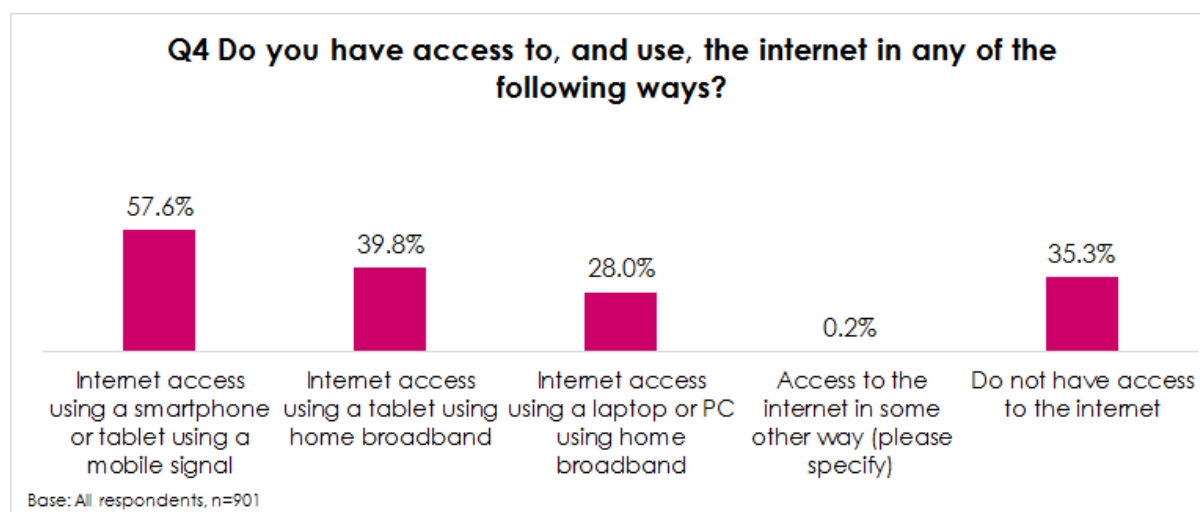 Q4 Do you have access to, and use, the internet in any of the
following ways?
57.6%
39.8%
28.0%
0.2%
35.3%
Internet access
using a smartphone
or tablet using a
mobile signal
Internet access
using a tablet using
home broadband
Internet access
using a laptop or PC
using home
broadband
Access to the
internet in some
other way (please
specify)
Do not have access
to the internet
Base: All respondents, n=901